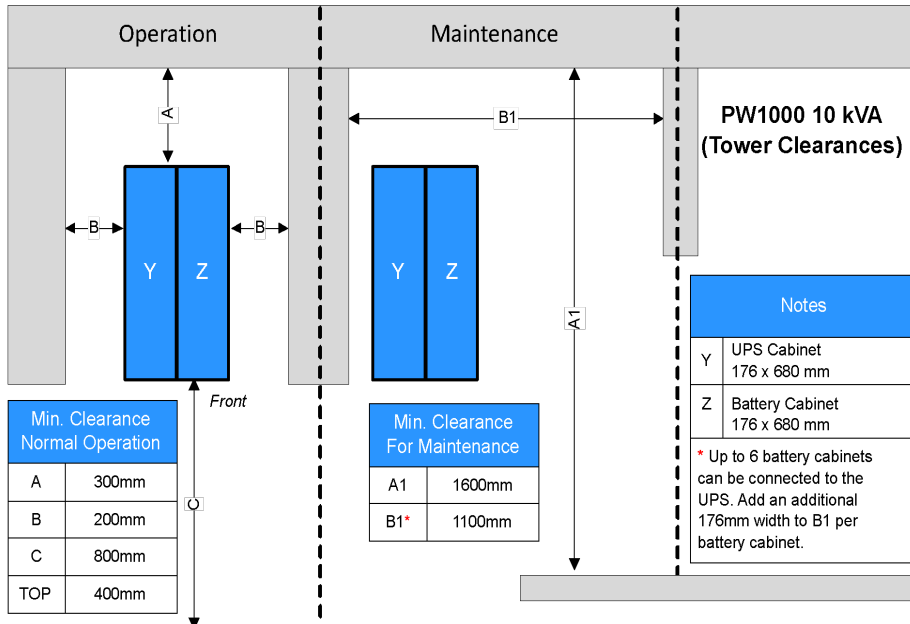 Operation
Maintenance
PW1000 10 kVA
(Tower Clearances)
A
B1
B
B
Y
Z
Y
Z
A1
Front
C
Min. Clearance
Normal Operation
A 300mm
B 200mm
C 800mm
TOP 400mm
Min. Clearance
For Maintenance
A1 1600mm
B1* 1100mm
Notes
Y UPS Cabinet
176 x 680 mm
Z Battery Cabinet
176 x 680 mm
* Up to 6 battery cabinets
can be connected to the
UPS. Add an additional
176mm width to B1 per
battery cabinet.